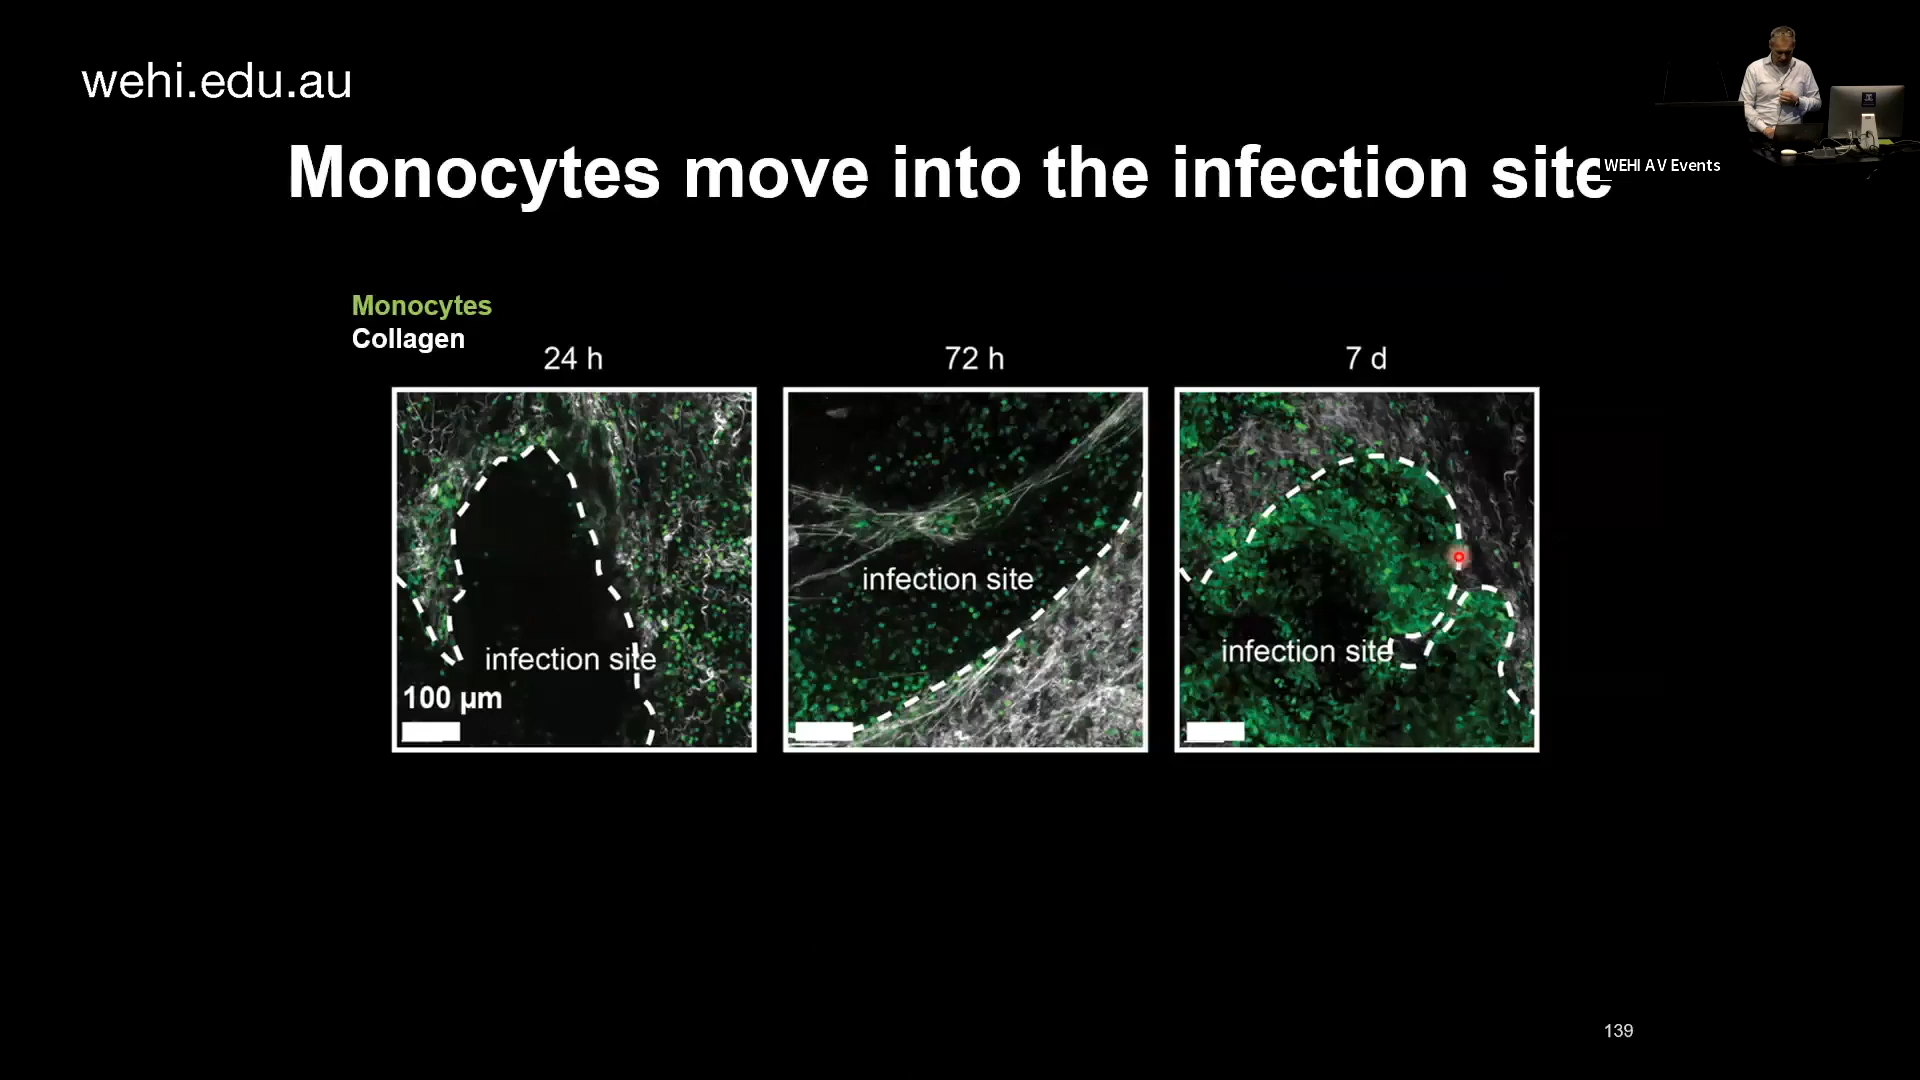 wehi.edu.au
Monocytes move into the infection site
WEHI AV Events
Monocytes
Collagen
24 h
72 h
7 d
infection site
infection site
infection site
100 µm
139